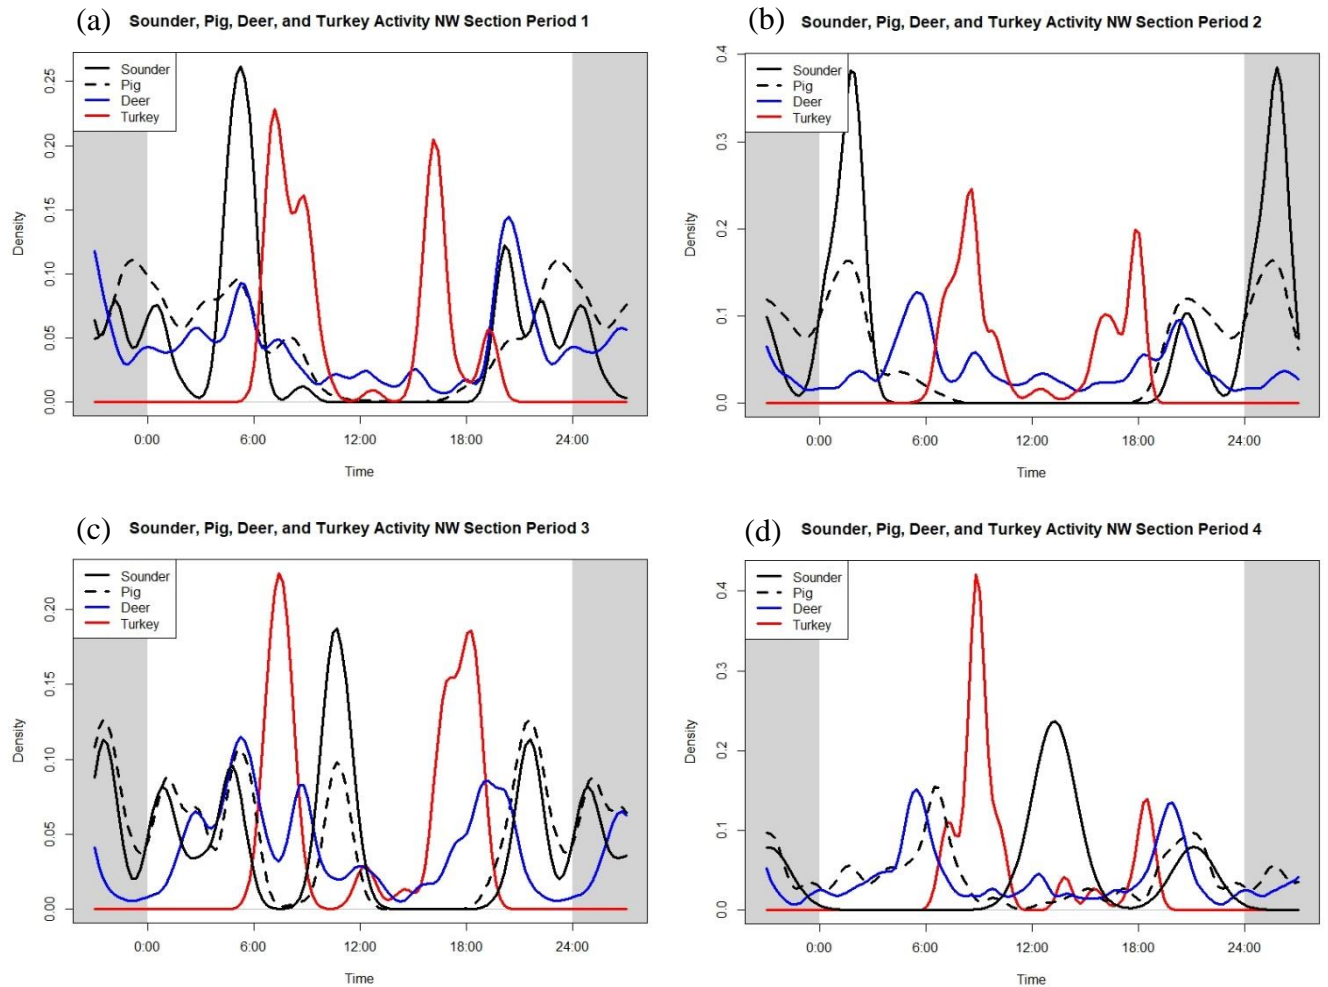 (a) Sounder, Pig, Deer, and Turkey Activity NW Section Period 1
Sounder
Pig
Deer
Turkey
Density
0.25
0.20
0.15
0.10
0.05
0.00
0:00 6:00 12:00 18:00 24:00
Time
(b) Sounder, Pig, Deer, and Turkey Activity NW Section Period 2
Sounder
Pig
Deer
Turkey
Density
0.4
0.3
0.2
0.1
0.0
0:00 6:00 12:00 18:00 24:00
Time
(c) Sounder, Pig, Deer, and Turkey Activity NW Section Period 3
Sounder
Pig
Deer
Turkey
Density
0.20
0.15
0.10
0.05
0.00
0:00 6:00 12:00 18:00 24:00
Time
(d) Sounder, Pig, Deer, and Turkey Activity NW Section Period 4
Sounder
Pig
Deer
Turkey
Density
0.4
0.3
0.2
0.1
0.0
0:00 6:00 12:00 18:00 24:00
Time